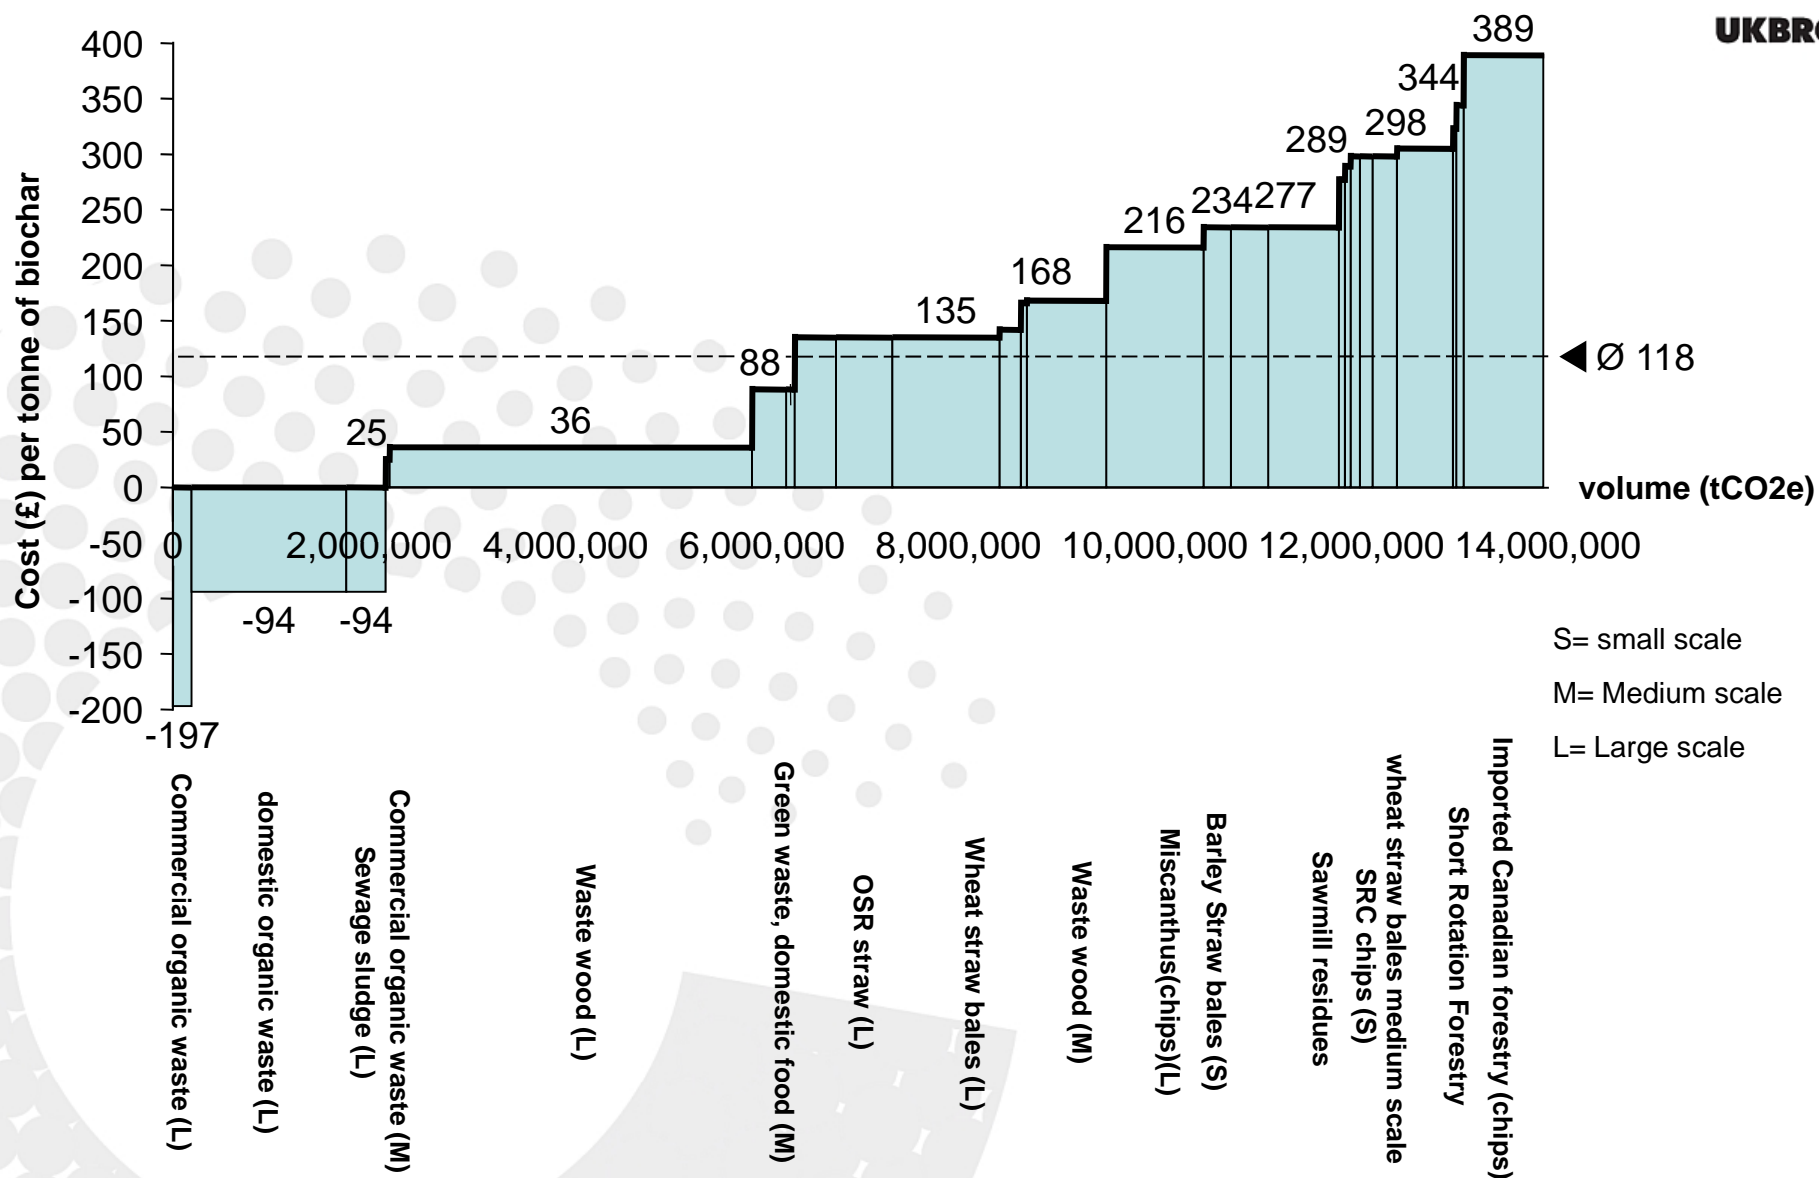 UKBRC
Cost (£) per tonne of biochar
400
350
300
250
200
150
100
50
0
-50
-100
-150
-200
-197
-94
-94
25
36
88
135
168
216
234
277
289
298
344
389
Ø 118
volume (tCO2e)
0
2,000,000
4,000,000
6,000,000
8,000,000
10,000,000
12,000,000
14,000,000
S= small scale
M= Medium scale
L= Large scale
Commercial organic waste (L)
domestic organic waste (L)
Sewage sludge (L)
Commercial organic waste (M)
Waste wood (L)
Green waste, domestic food (M)
OSR straw (L)
Wheat straw bales (L)
Waste wood (M)
Miscanthus(chips)(L)
Barley Straw bales (S)
Sawmill residues
SRC chips (S)
wheat straw bales medium scale
Short Rotation Forestry
Imported Canadian forestry (chips)